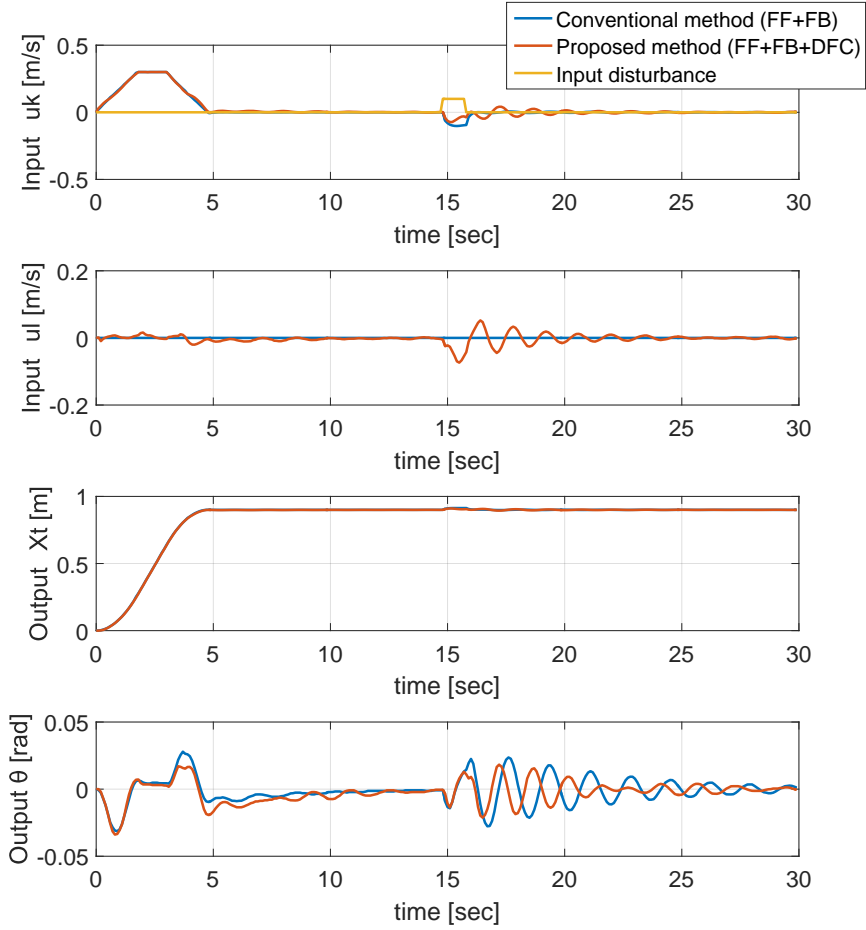 Conventional method (FF+FB)
Proposed method (FF+FB+DFC)
Input disturbance
Input uk [m/s]
0.5
0
-0.5
0 5 10 15 20 25 30
time [sec]
Input ul [m/s]
0.2
0
-0.2
0 5 10 15 20 25 30
time [sec]
Output Xt [m]
1
0.5
0
0 5 10 15 20 25 30
time [sec]
Output θ [rad]
0.05
0
-0.05
0 5 10 15 20 25 30
time [sec]